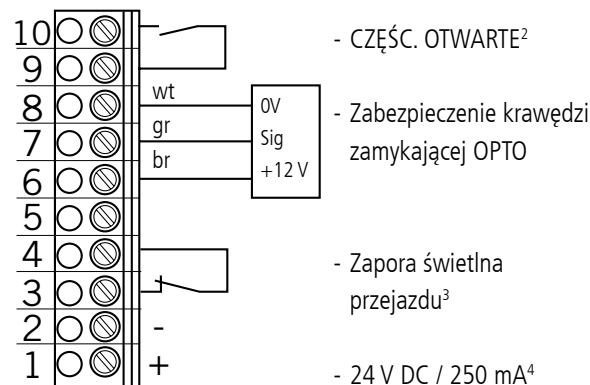 10 - CZĘŚC. OTWARTE²
9
8 wt 0V - Zabezpieczenie krawędzi
7 gr Sig zamykającej OPTO
6 br +12 V
5
4 - Zapora świetlna
3 przejazdu³
2 -
1 + - 24 V DC / 250 mA⁴